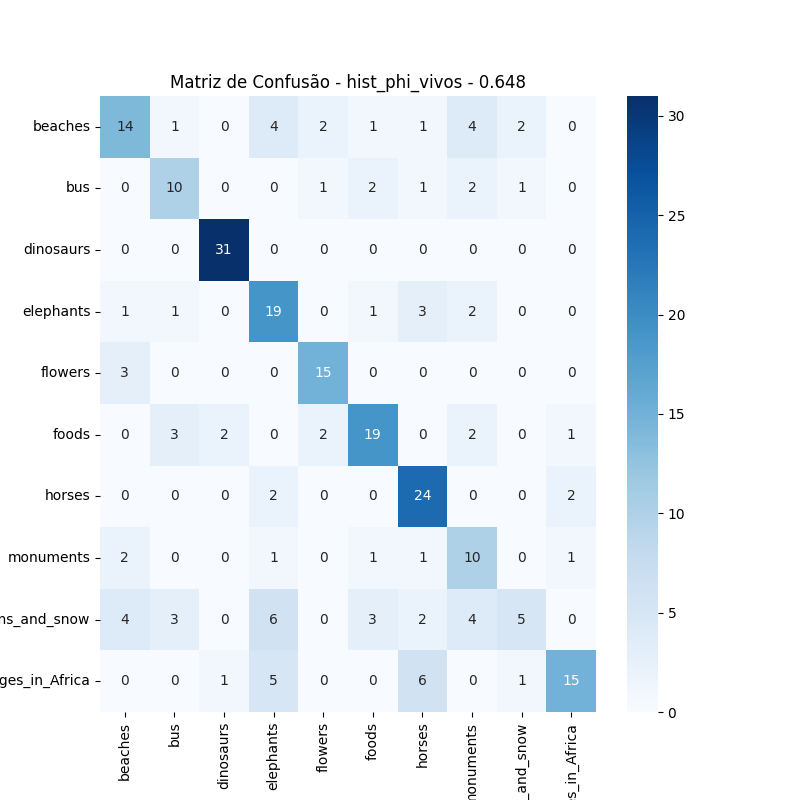 Matriz de Confusão - hist_phi_vivos - 0.648
beaches 14 1 0 4 2 1 1 4 2 0
bus 0 10 0 0 1 2 1 2 1 0
dinosaurs 0 0 31 0 0 0 0 0 0 0
elephants 1 1 0 19 0 1 3 2 0 0
flowers 3 0 0 0 15 0 0 0 0 0
foods 0 3 2 0 2 19 0 2 0 1
horses 0 0 0 2 0 0 24 0 0 2
monuments 2 0 0 1 0 1 1 10 0 1
ns_and_snow 4 3 0 6 0 3 2 4 5 0
ges_in_Africa 0 0 1 5 0 0 6 0 1 15
beaches
bus
dinosaurs
elephants
flowers
foods
horses
monuments
_and_snow
es_in_Africa
30
25
20
15
10
5
0